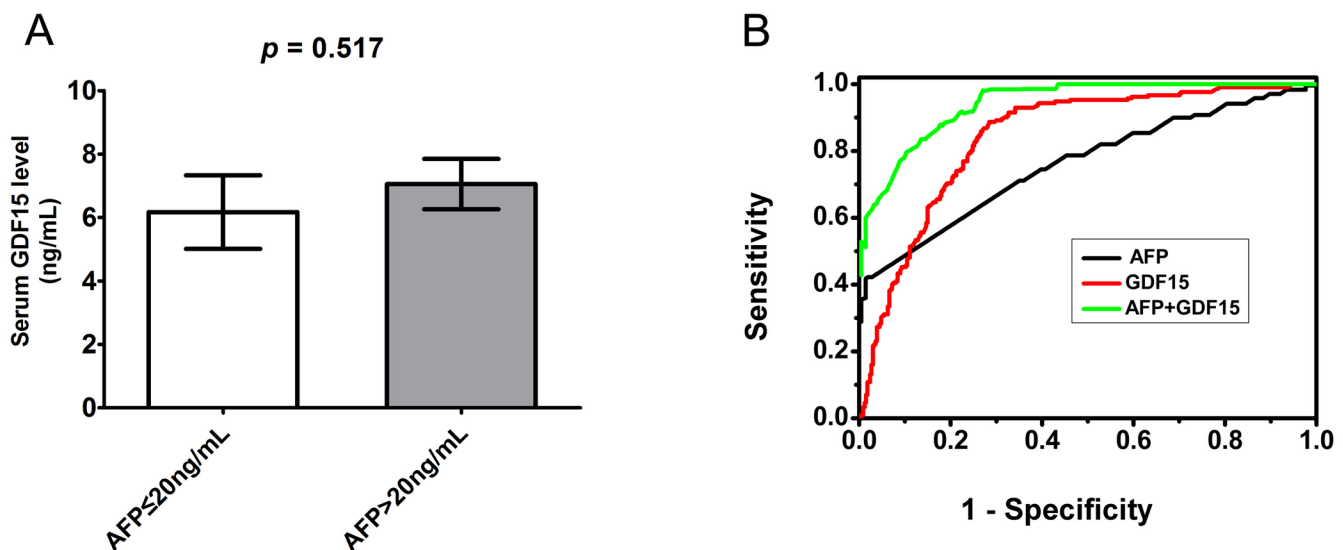 A
p = 0.517
Serum GDF15 level
(ng/mL)
10
8
6
4
2
0
AFP≤20ng/mL
AFP>20ng/mL
B
Sensitivity
1.0
0.8
0.6
0.4
0.2
0.0
AFP
GDF15
AFP+GDF15
0.0 0.2 0.4 0.6 0.8 1.0
1 - Specificity